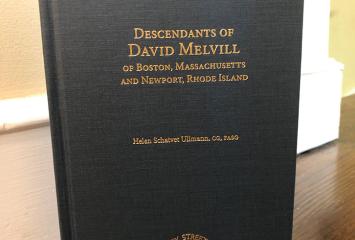 DESCENDANTS OF
DAVID MELVILL
OF BOSTON, MASSACHUSETTS
AND NEWPORT, RHODE ISLAND
Helen Schatvet Ullmann, CG, FASG